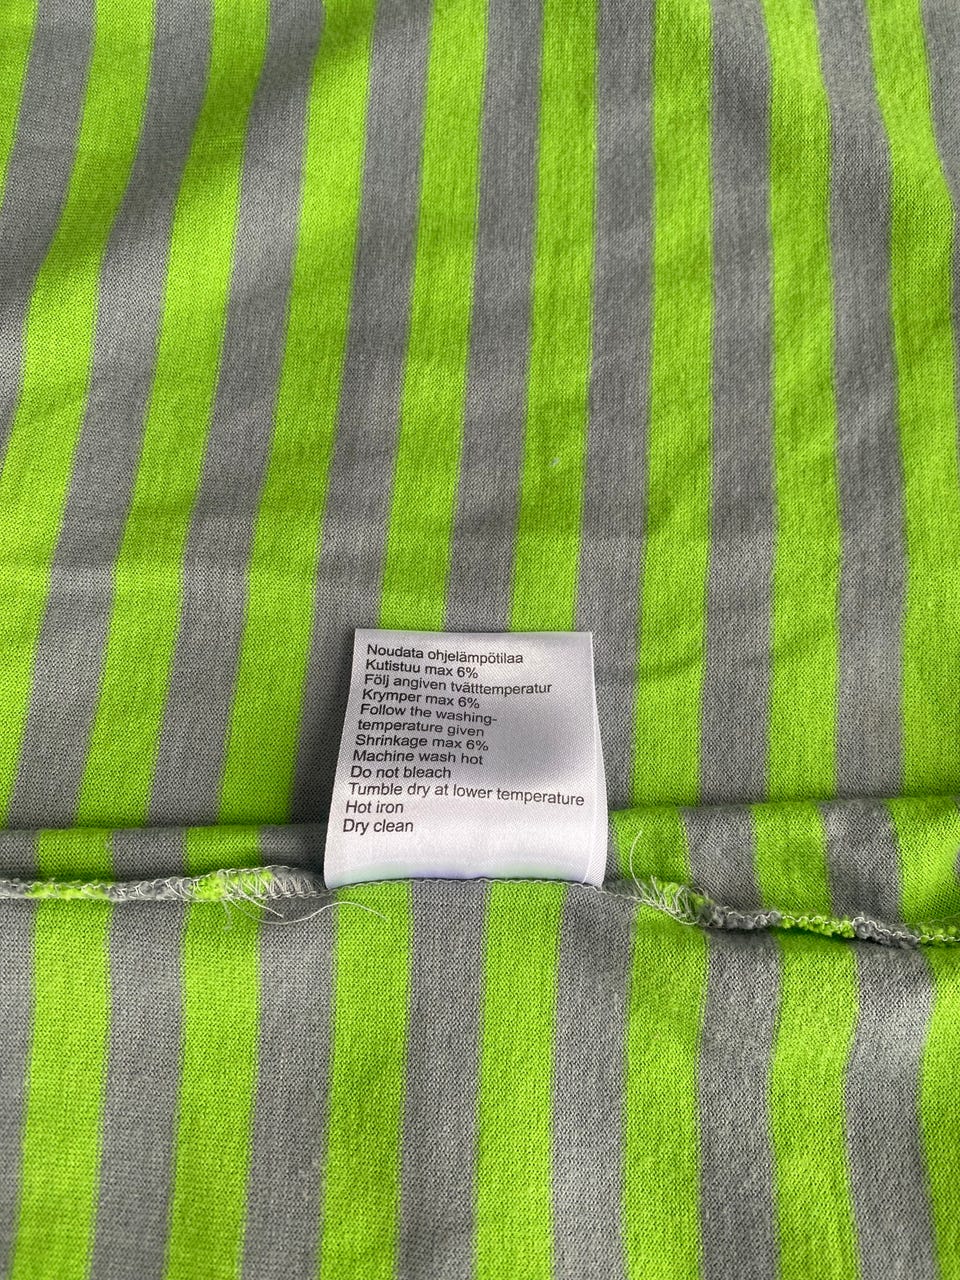 Noudata ohjelämpötilaa
Kutistuu max 6%
Följ angiven tvätttemperatur
Krymper max 6%
Follow the washing-
temperature given
Shrinkage max 6%
Machine wash hot
Do not bleach
Tumble dry at lower temperature
Hot iron
Dry clean